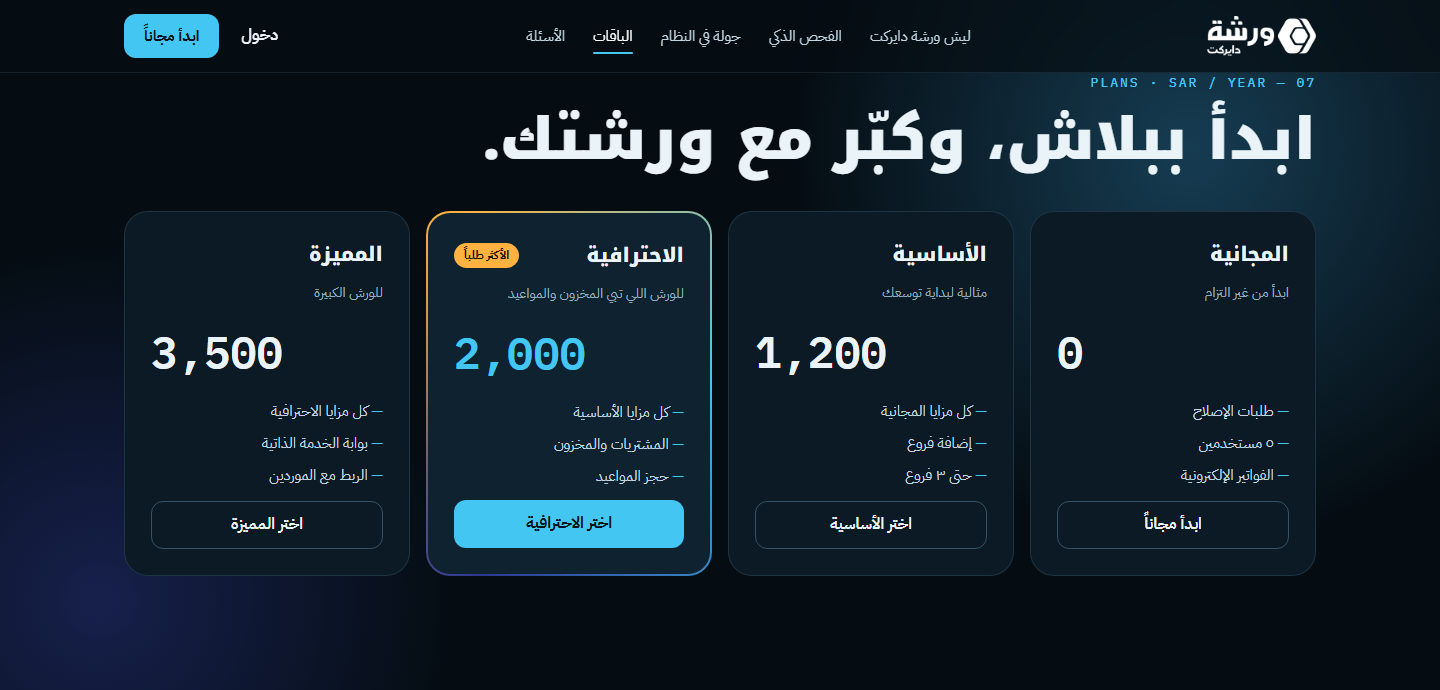 ورشة
دايركت
ليش ورشة دايركت
الفحص الذكي
جولة في النظام
الباقات
الأسئلة
دخول
ابدأ مجاناً
PLANS · SAR / YEAR — 07
ابدأ ببلاش، وكبّر مع ورشتك.
المجانية
ابدأ من غير التزام
0
— طلبات الإصلاح
— ٥ مستخدمين
— الفواتير الإلكترونية
ابدأ مجاناً
الأساسية
مثالية لبداية توسعك
1,200
— كل مزايا المجانية
— إضافة فروع
— حتى ٣ فروع
اختر الأساسية
الاحترافية
الأكثر طلباً
للورش اللي تبي المخزون والمواعيد
2,000
— كل مزايا الأساسية
— المشتريات والمخزون
— حجز المواعيد
اختر الاحترافية
المميزة
للورش الكبيرة
3,500
— كل مزايا الاحترافية
— بوابة الخدمة الذاتية
— الربط مع الموردين
اختر المميزة